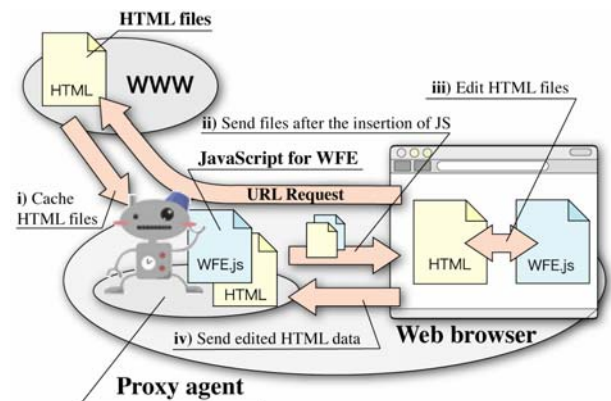 HTML files
WWW
HTML
iii) Edit HTML files
ii) Send files after the insertion of JS
JavaScript for WFE
URL Request
i) Cache
HTML files
WFE.js
HTML
HTML
WFE.js
iv) Send edited HTML data
Web browser
Proxy agent